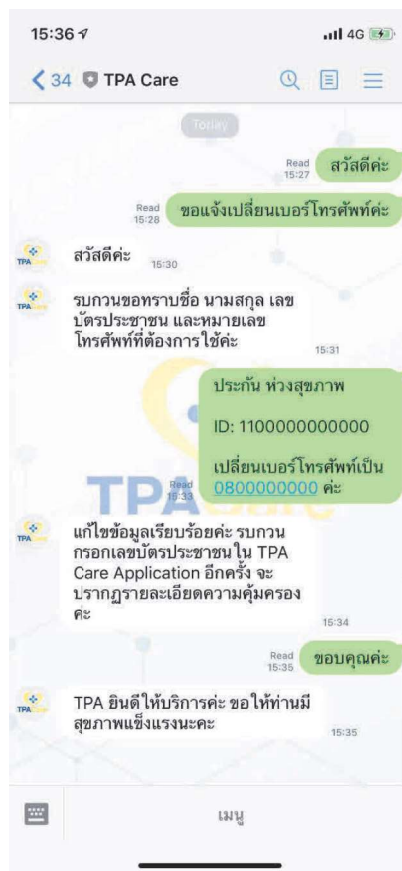 15:36
4G
34 TPA Care
Today
Read
15:27
สวัสดีค่ะ
Read
15:28
ขอแจ้งเปลี่ยนเบอร์โทรศัพท์ค่ะ
สวัสดีค่ะ
15:30
รบกวนขอทราบชื่อ นามสกุล เลข
บัตรประชาชน และหมายเลข
โทรศัพท์ที่ต้องการใช้ค่ะ
15:31
ประกัน ห่วงสุขภาพ
ID: 1100000000000
เปลี่ยนเบอร์โทรศัพท์เป็น
0800000000 ค่ะ
Read
15:33
TPA Care
แก้ไขข้อมูลเรียบร้อยค่ะ รบกวน
กรอกเลขบัตรประชาชนใน TPA
Care Application อีกครั้ง จะ
ปรากฏรายละเอียดความคุ้มครอง
ค่ะ
15:34
Read
15:35
ขอบคุณค่ะ
TPA ยินดีให้บริการค่ะ ขอให้ท่านมี
สุขภาพแข็งแรงนะคะ
15:35
เมนู